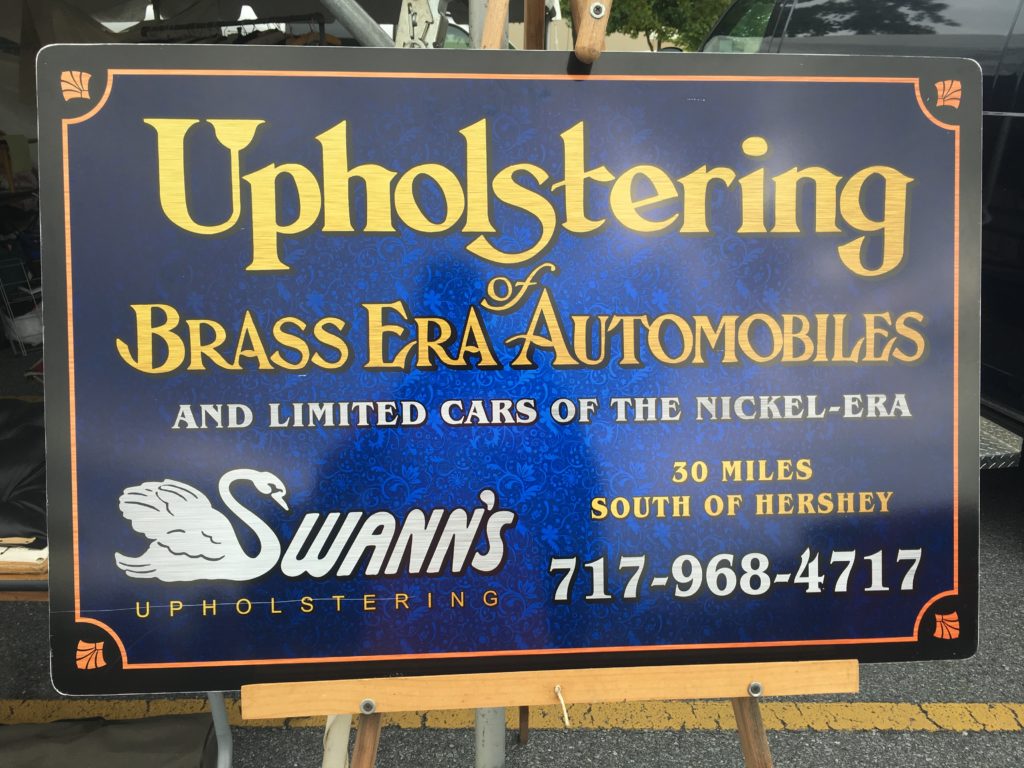 Upholstering
of
BRASS ERA AUTOMOBILES
AND LIMITED CARS OF THE NICKEL-ERA
30 MILES
SOUTH OF HERSHEY
SWANN'S
UPHOLSTERING
717-968-4717